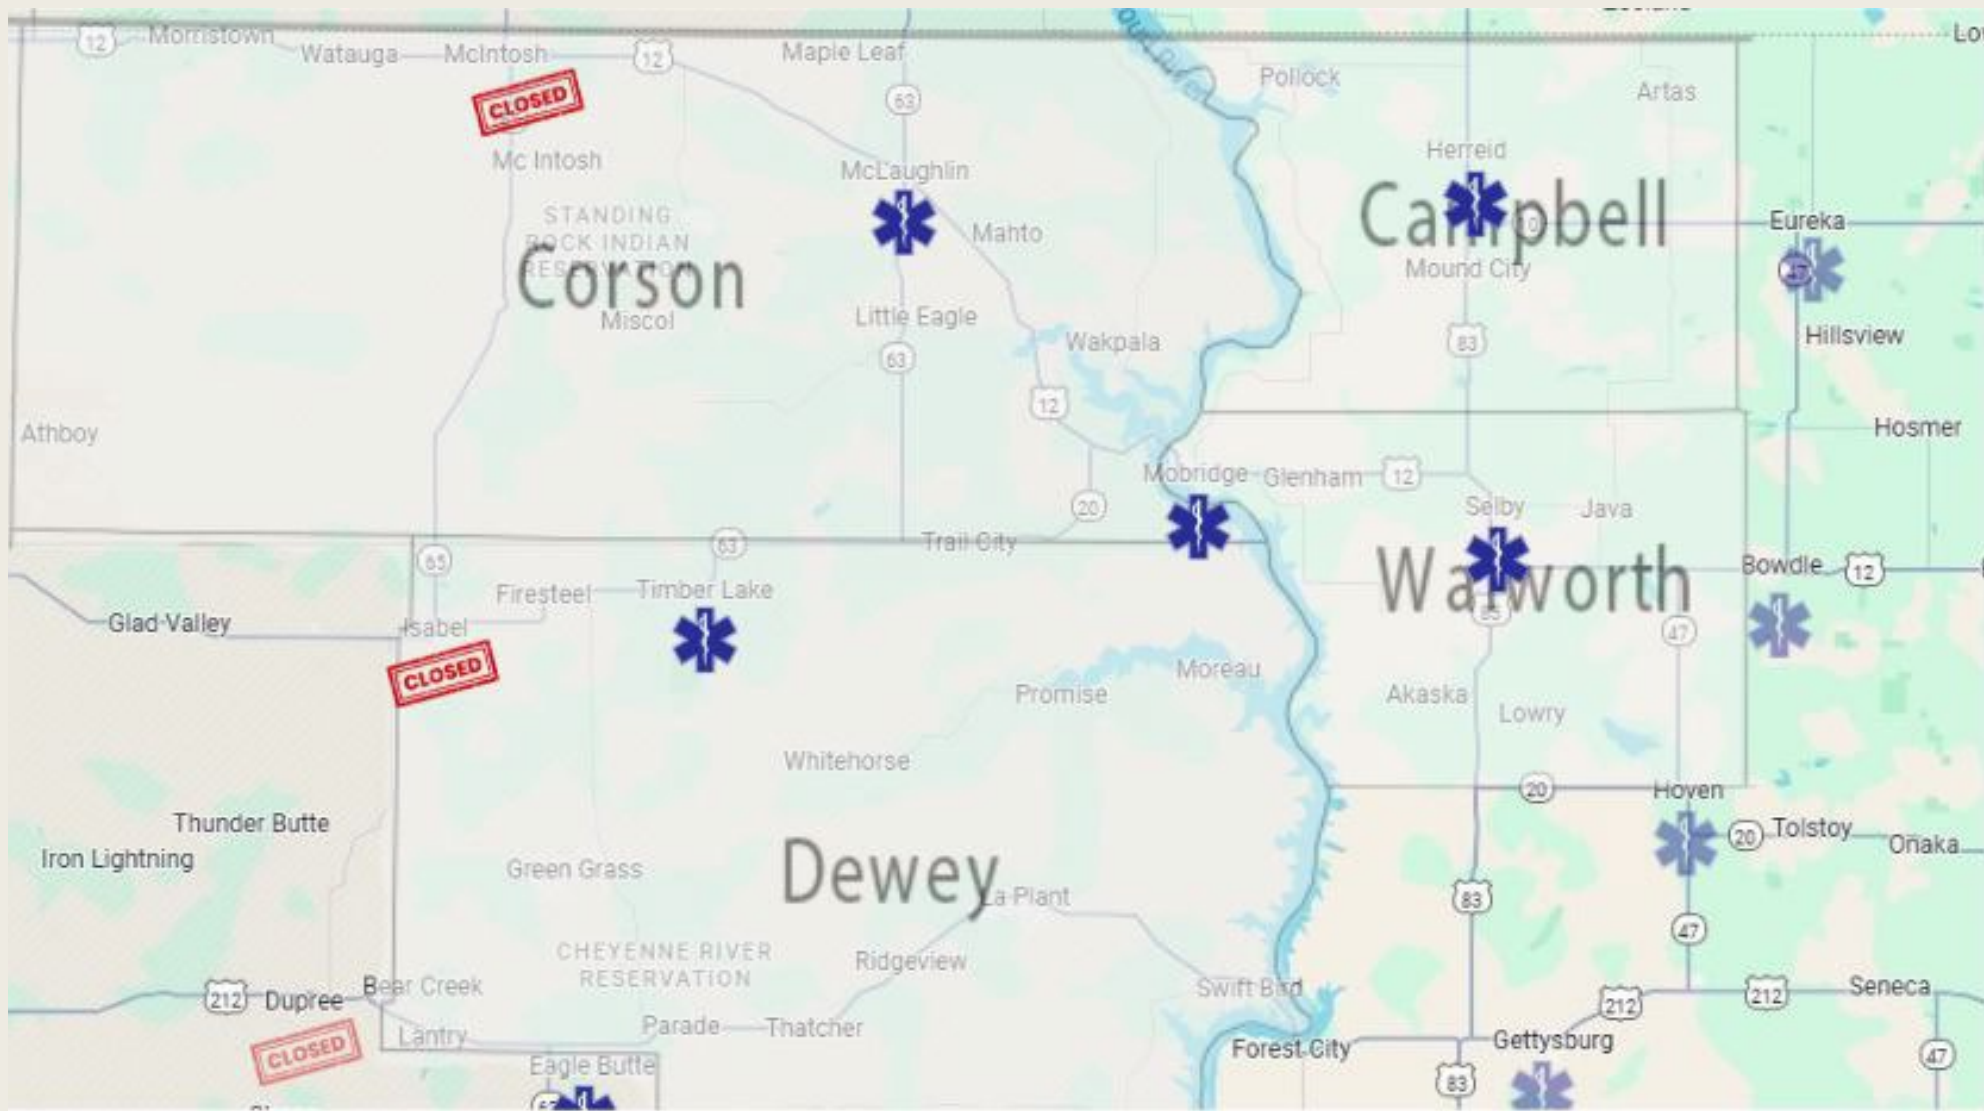 Morristown
12
Watauga
McIntosh
12
Maple Leaf
Pollock
Artas
CLOSED
63
Mc Intosh
McLaughlin
Herreid
STANDING
ROCK INDIAN
RESERVATION
Corson
Miscol
Mahto
Campbell
10
Eureka
47
Mound City
Little Eagle
63
Wakpala
83
Hillsview
12
Athboy
Hosmer
Mobridge
Glenham
12
20
Selby
Java
63
Trail City
65
Walworth
Bowdle
12
Firesteel
Timber Lake
83
47
Glad Valley
Isabel
CLOSED
Moreau
Promise
Akaska
Lowry
Whitehorse
20
Hoven
Thunder Butte
20
Tolstoy
Onaka
Iron Lightning
Green Grass
Dewey
La Plant
83
47
CHEYENNE RIVER
RESERVATION
Ridgeview
Bear Creek
Swift Bird
212
Dupree
212
212
Seneca
Lantry
Parade
Thatcher
Forest City
Gettysburg
CLOSED
Eagle Butte
83
47